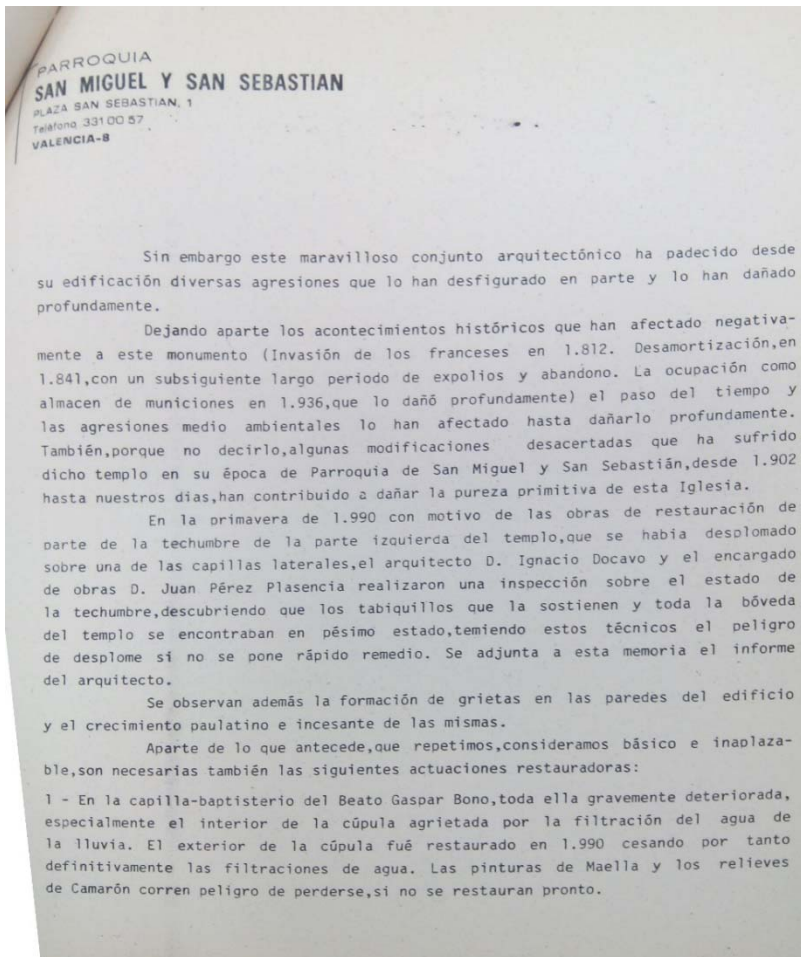 PARROQUIA
SAN MIGUEL Y SAN SEBASTIAN
PLAZA SAN SEBASTIAN, 1
Teléfono 331 00 57
VALENCIA-8
Sin embargo este maravilloso conjunto arquitectónico ha padecido desde
su edificación diversas agresiones que lo han desfigurado en parte y lo han dañado
profundamente.
Dejando aparte los acontecimientos históricos que han afectado negativa-
mente a este monumento (Invasión de los franceses en 1.812. Desamortización,en
1.841,con un subsiguiente largo periodo de expolios y abandono. La ocupación como
almacen de municiones en 1.936,que lo dañó profundamente) el paso del tiempo y
las agresiones medio ambientales lo han afectado hasta dañarlo profundamente.
También,porque no decirlo,algunas modificaciones desacertadas que ha sufrido
dicho templo en su época de Parroquia de San Miguel y San Sebastián,desde 1.902
hasta nuestros dias,han contribuido a dañar la pureza primitiva de esta Iglesia.
En la primavera de 1.990 con motivo de las obras de restauración de
parte de la techumbre de la parte izquierda del templo,que se habia desplomado
sobre una de las capillas laterales,el arquitecto D. Ignacio Docavo y el encargado
de obras D. Juan Pérez Plasencia realizaron una inspección sobre el estado de
la techumbre,descubriendo que los tabiquillos que la sostienen y toda la bóveda
del templo se encontraban en pésimo estado,temiendo estos técnicos el peligro
de desplome si no se pone rápido remedio. Se adjunta a esta memoria el informe
del arquitecto.
Se observan además la formación de grietas en las paredes del edificio
y el crecimiento paulatino e incesante de las mismas.
Aparte de lo que antecede,que repetimos,consideramos básico e inaplaza-
ble,son necesarias también las siguientes actuaciones restauradoras:
1 - En la capilla-baptisterio del Beato Gaspar Bono,toda ella gravemente deteriorada,
especialmente el interior de la cúpula agrietada por la filtración del agua de
la lluvia. El exterior de la cúpula fué restaurado en 1.990 cesando por tanto
definitivamente las filtraciones de agua. Las pinturas de Maella y los relieves
de Camarón corren peligro de perderse,si no se restauran pronto.